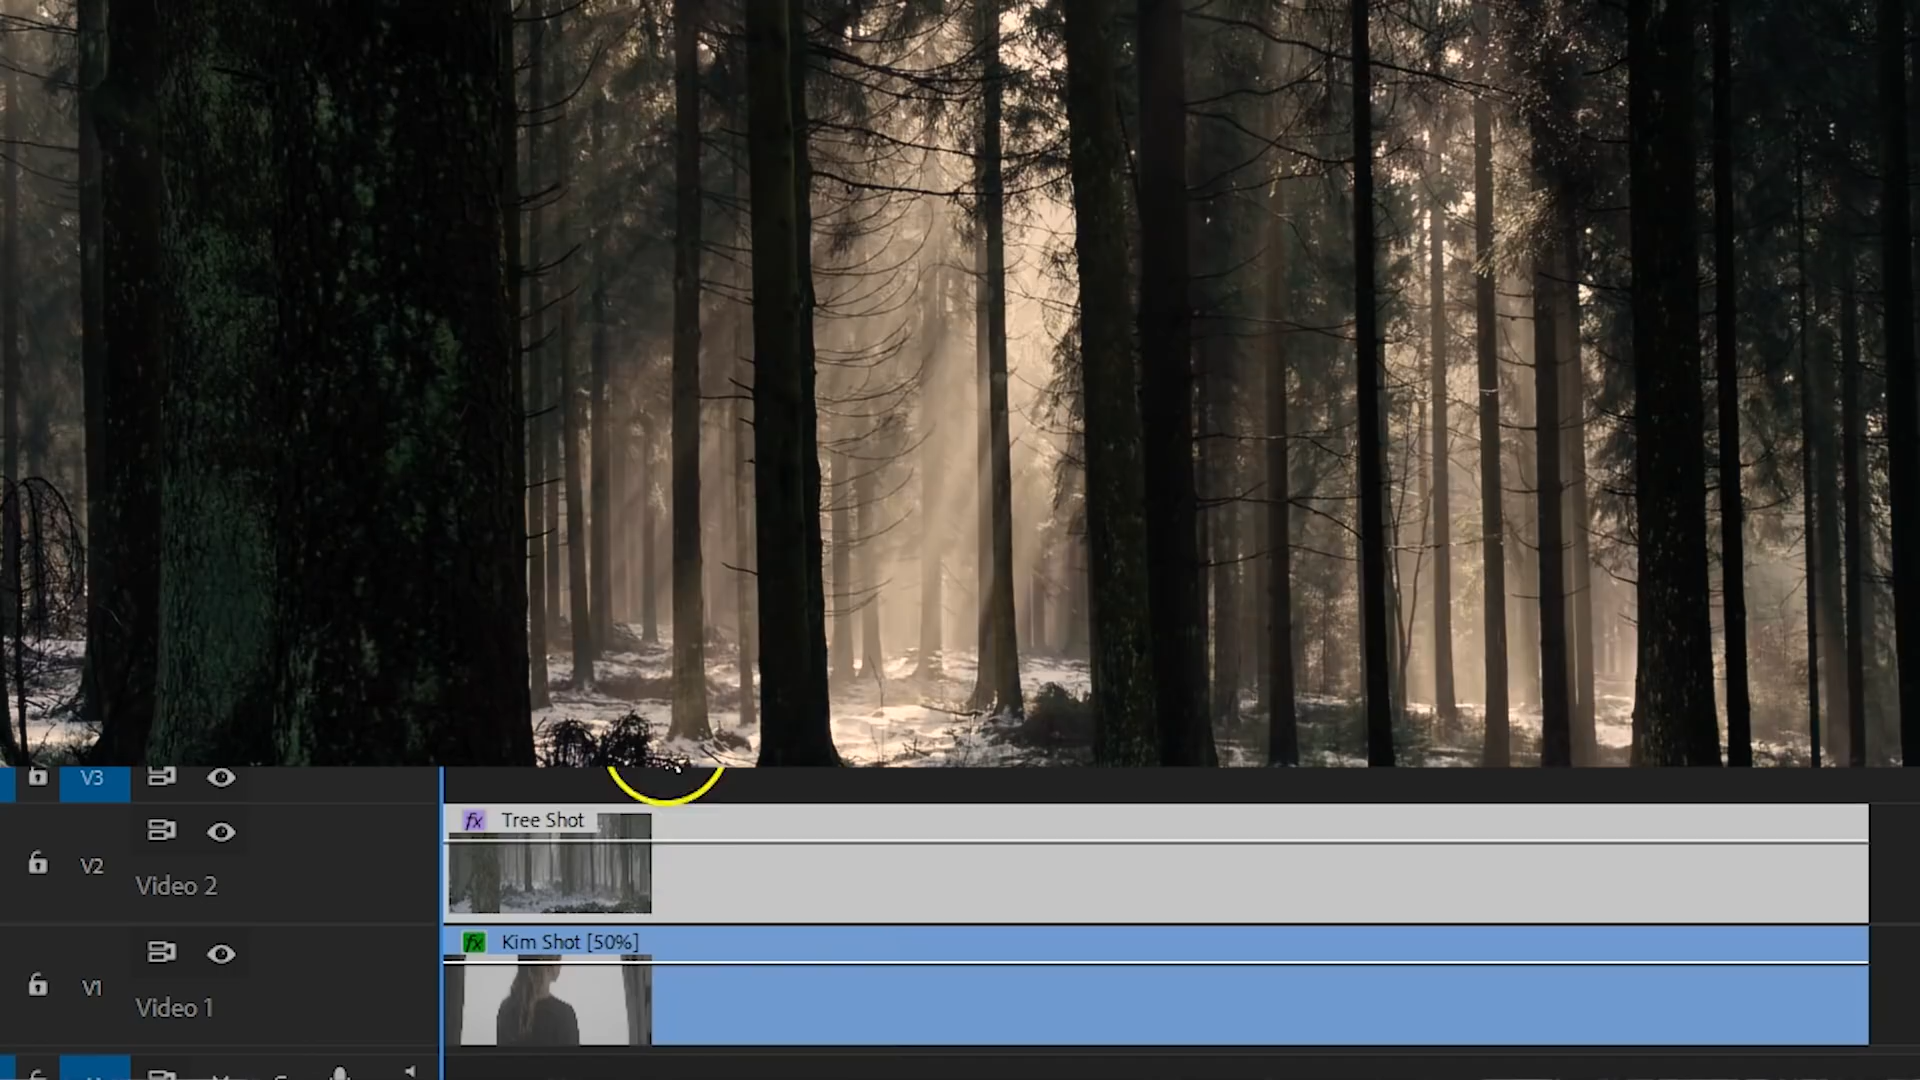 V3
fx Tree Shot
V2
Video 2
fx Kim Shot [50%]
V1
Video 1